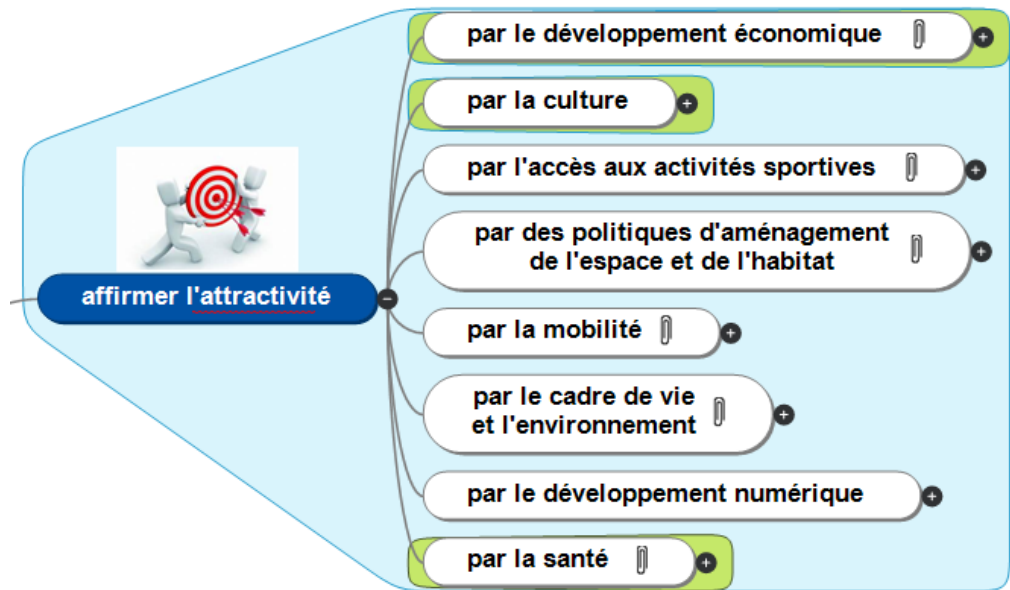 par le développement économique
par la culture
par l'accès aux activités sportives
par des politiques d'aménagement
de l'espace et de l'habitat
affirmer l'attractivité
par la mobilité
par le cadre de vie
et l'environnement
par le développement numérique
par la santé